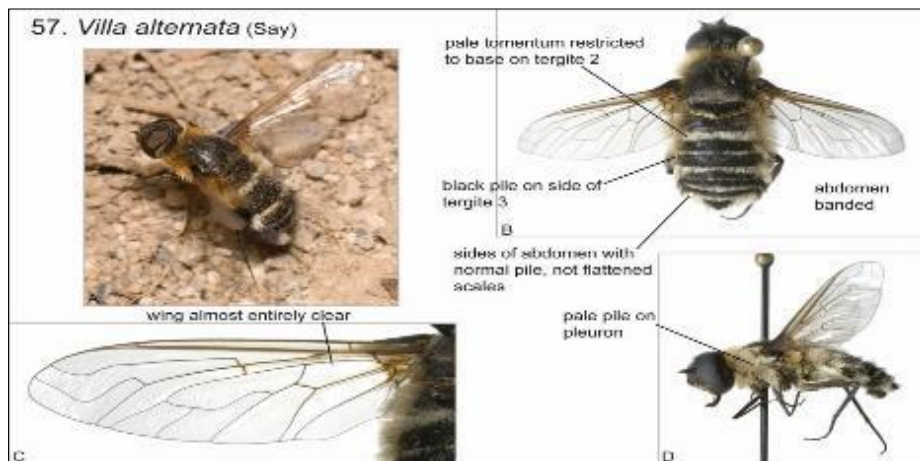 57. Villa alternata (Say)
pale tomentum restricted
to base on tergite 2
black pile on side of
tergite 3
abdomen
banded
B
sides of abdomen with
normal pile, not flattened
scales
A
wing almost entirely clear
pale pile on
pleuron
C
D